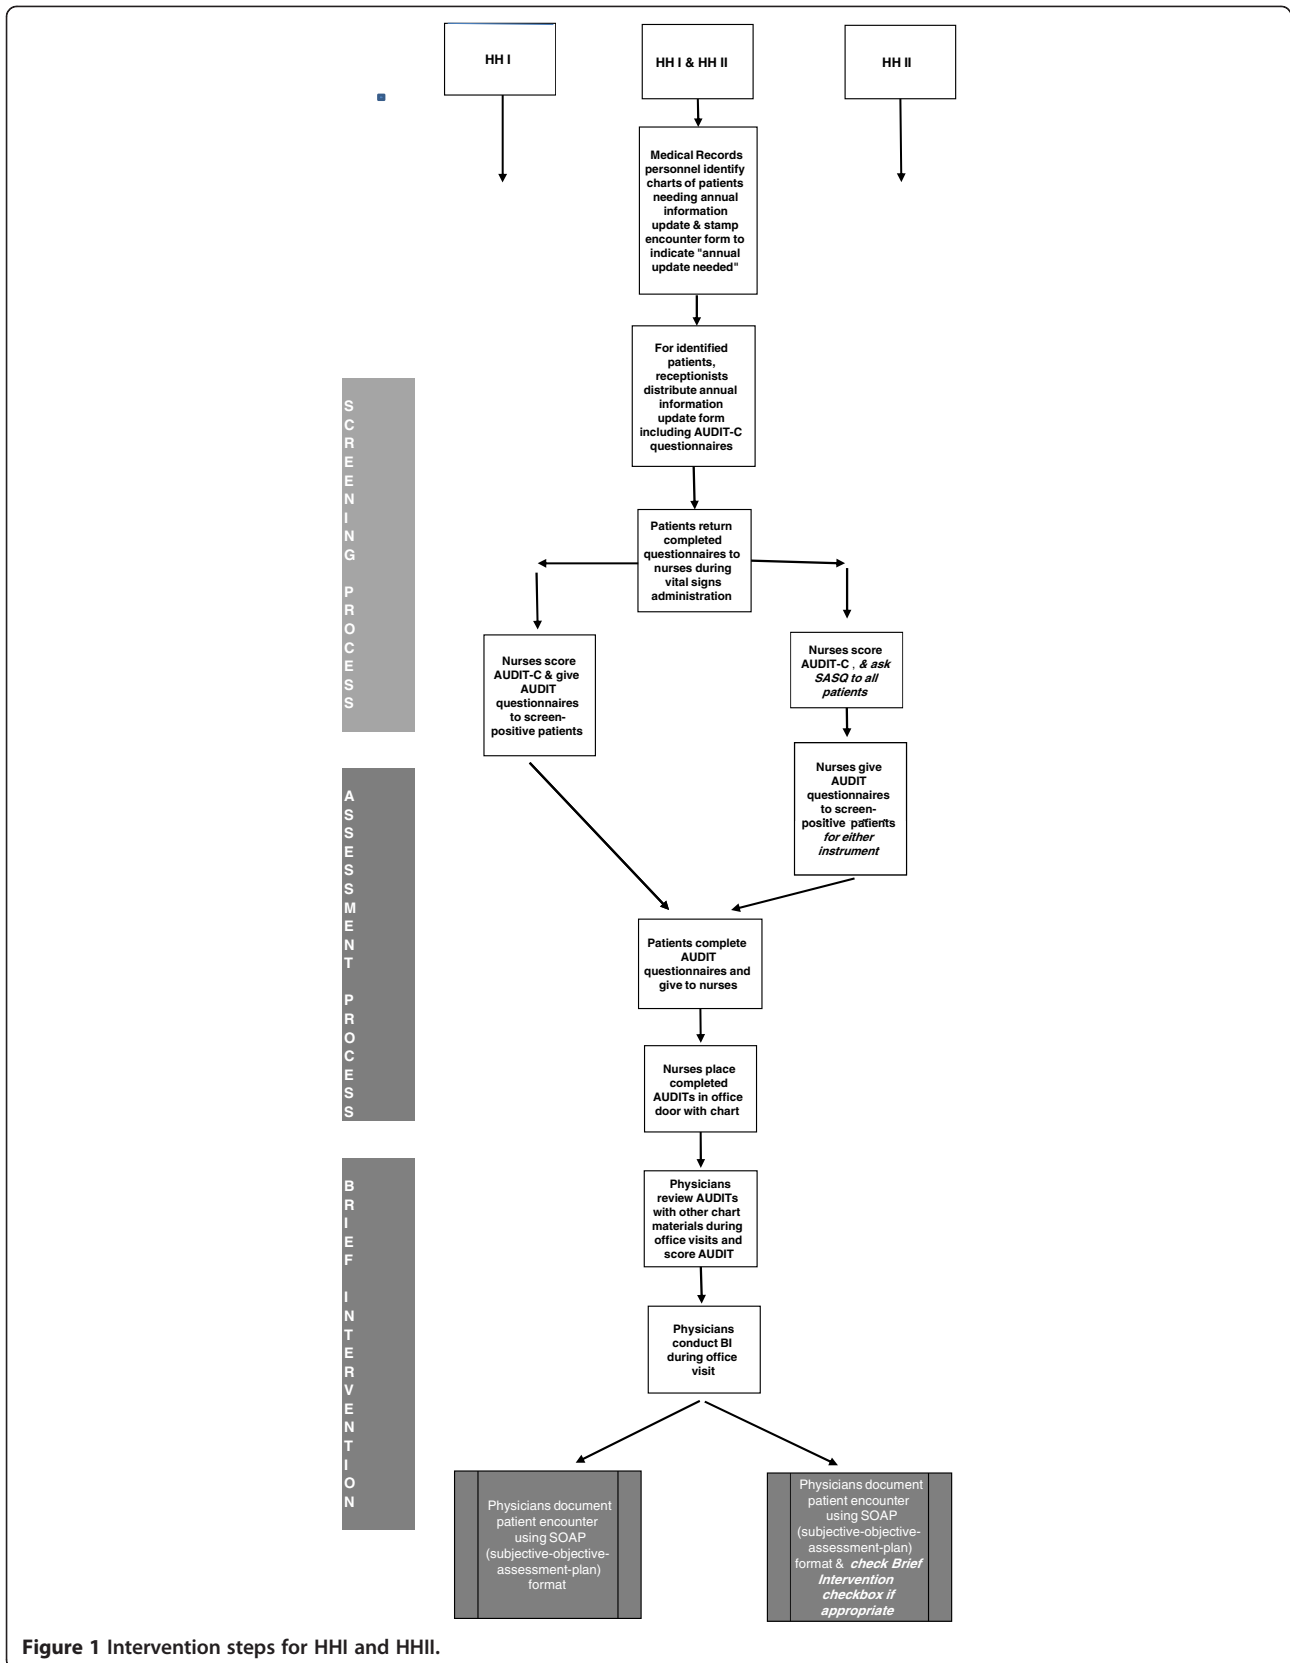 HH I
HH I & HH II
HH II
Medical Records
personnel identify
charts of patients
needing annual
information
update & stamp
encounter form to
indicate "annual
update needed"
For identified
patients,
receptionists
distribute annual
information
update form
including AUDIT-C
questionnaires
SCREENING PROCESS
Patients return
completed
questionnaires to
nurses during
vital signs
administration
Nurses score
AUDIT-C & give
AUDIT
questionnaires
to screen-
positive patients
Nurses score
AUDIT-C , & ask
SASQ to all
patients
Nurses give
AUDIT
questionnaires
to screen-
positive patients
for either
instrument
ASSESSMENT PROCESS
Patients complete
AUDIT
questionnaires and
give to nurses
Nurses place
completed
AUDITs in office
door with chart
BRIEF INTERVENTION
Physicians
review AUDITs
with other chart
materials during
office visits and
score AUDIT
Physicians
conduct BI
during office
visit
Physicians document
patient encounter
using SOAP
(subjective-objective-
assessment-plan)
format
Physicians document
patient encounter
using SOAP
(subjective-objective-
assessment-plan)
format & check Brief
Intervention
checkbox if
appropriate
Figure 1 Intervention steps for HHI and HHII.